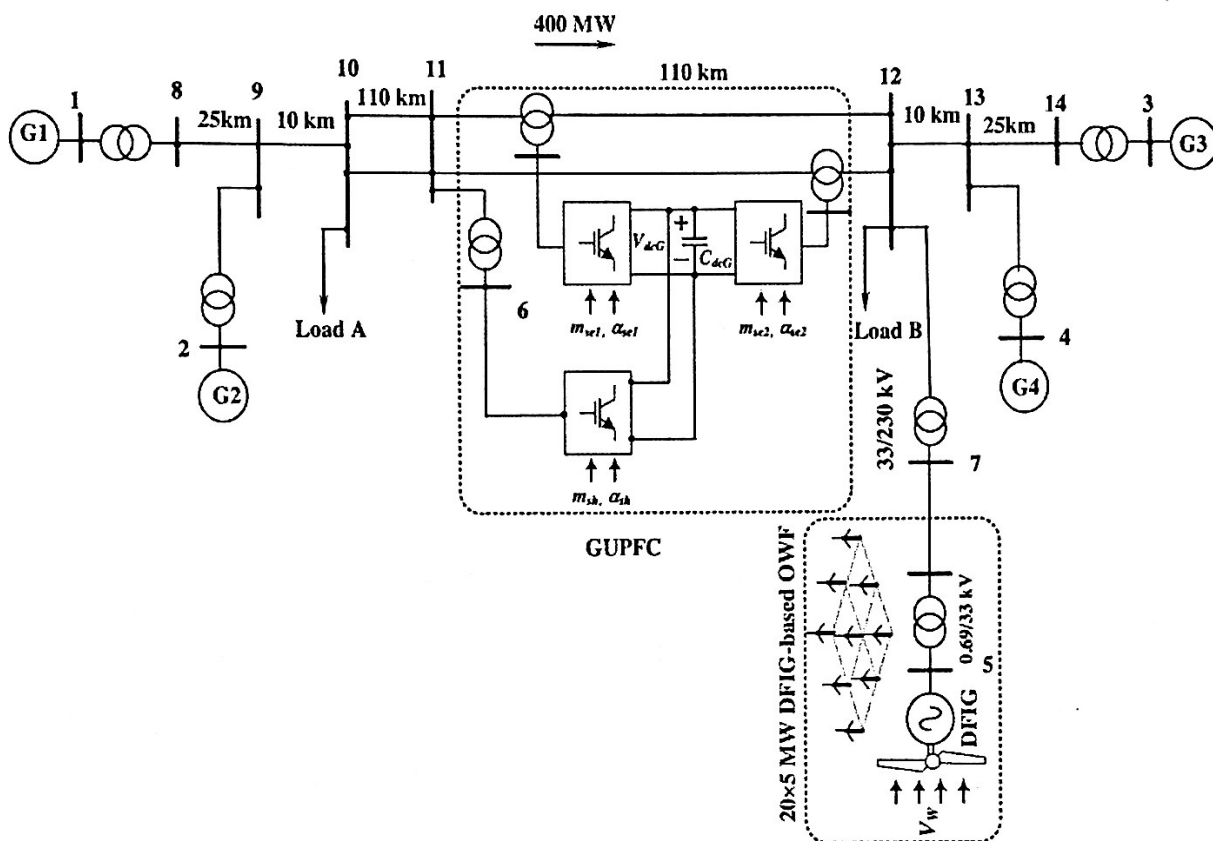 400 MW
10
11
110 km
12
1
8
9
110 km
13
14
3
25km
10 km
10 km
25km
G1
G3
V_dcG
+
−
C_dcG
6
Load A
m_se1, α_se1
m_se2, α_se2
Load B
2
4
G2
G4
33/230 kV
7
m_sh, α_sh
GUPFC
20×5 MW DFIG-based OWF
0.69/33 kV
5
DFIG
V_W